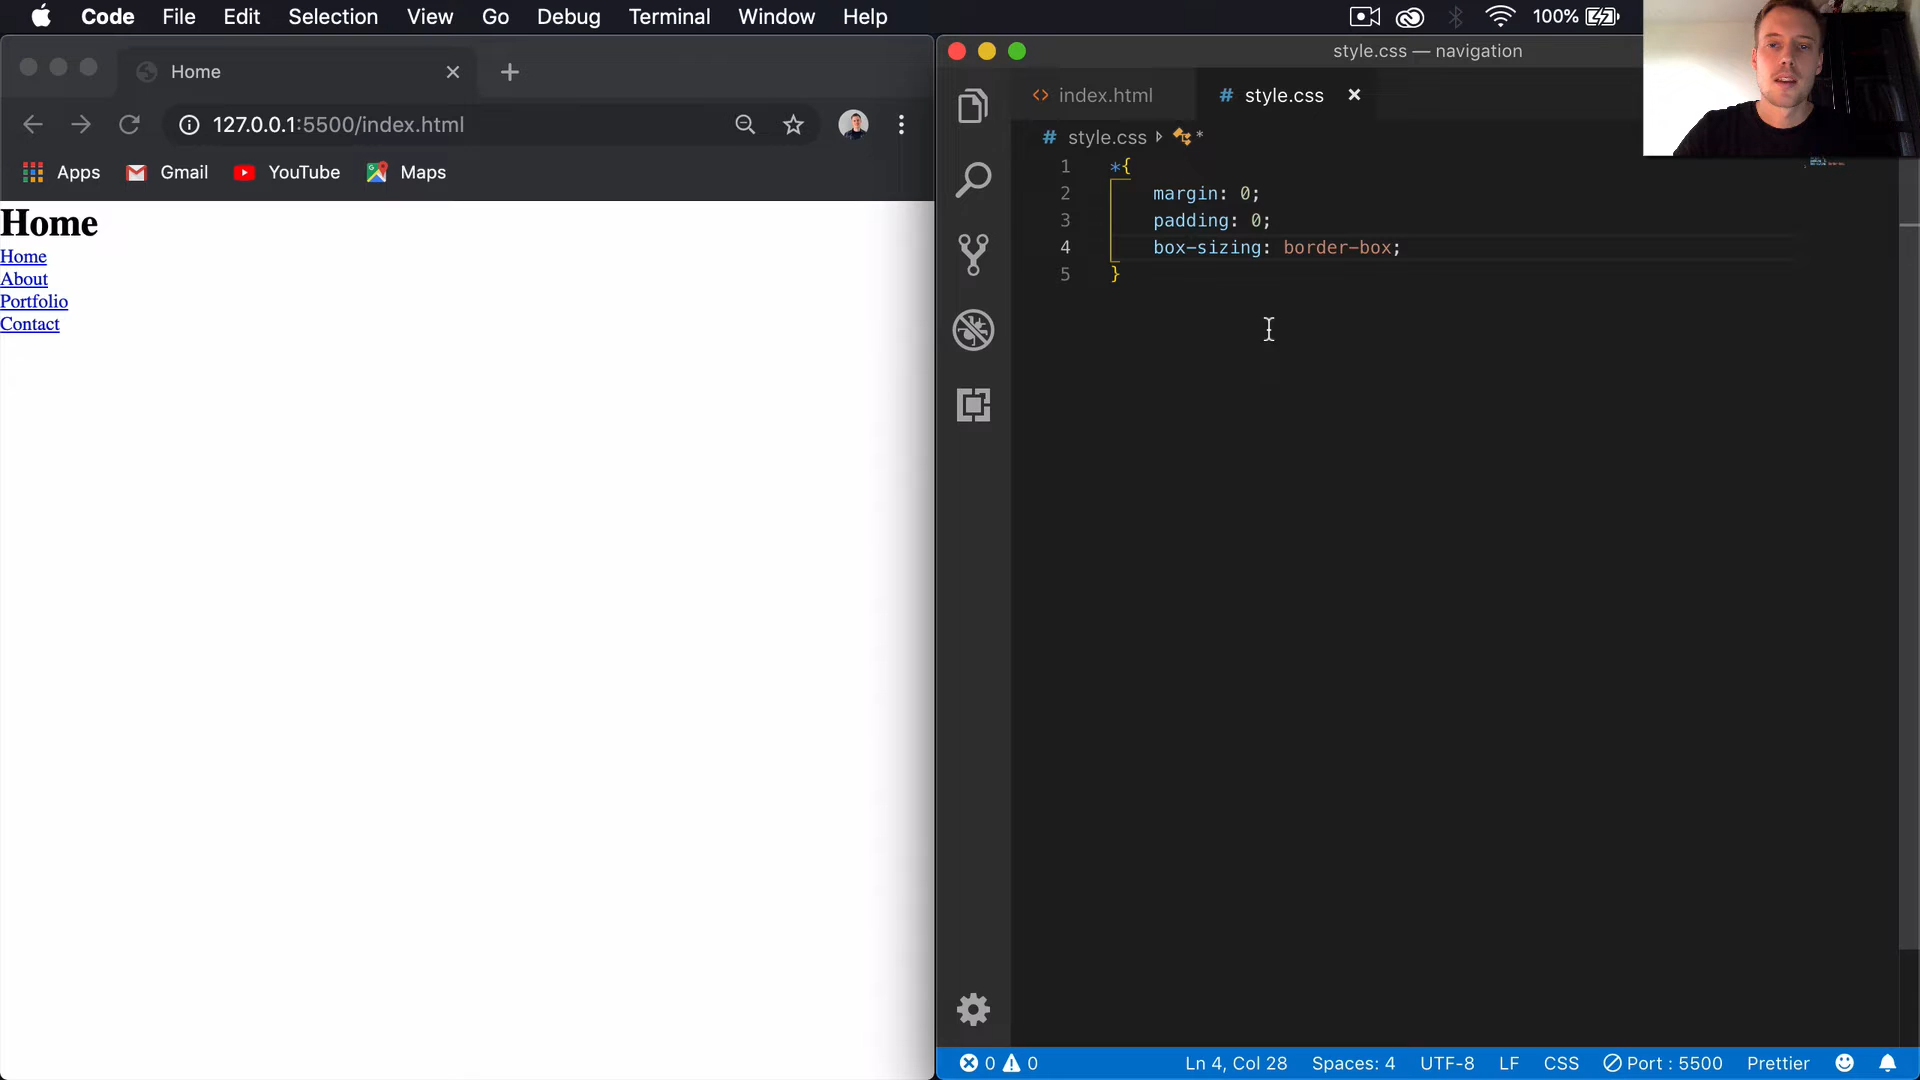 Code File Edit Selection View Go Debug Terminal Window Help 100%
Home
127.0.0.1:5500/index.html
Apps Gmail YouTube Maps
Home
Home
About
Portfolio
Contact
style.css — navigation
index.html # style.css
# style.css *
1 *{
2 margin: 0;
3 padding: 0;
4 box-sizing: border-box;
5 }
0 0 Ln 4, Col 28 Spaces: 4 UTF-8 LF CSS Port : 5500 Prettier